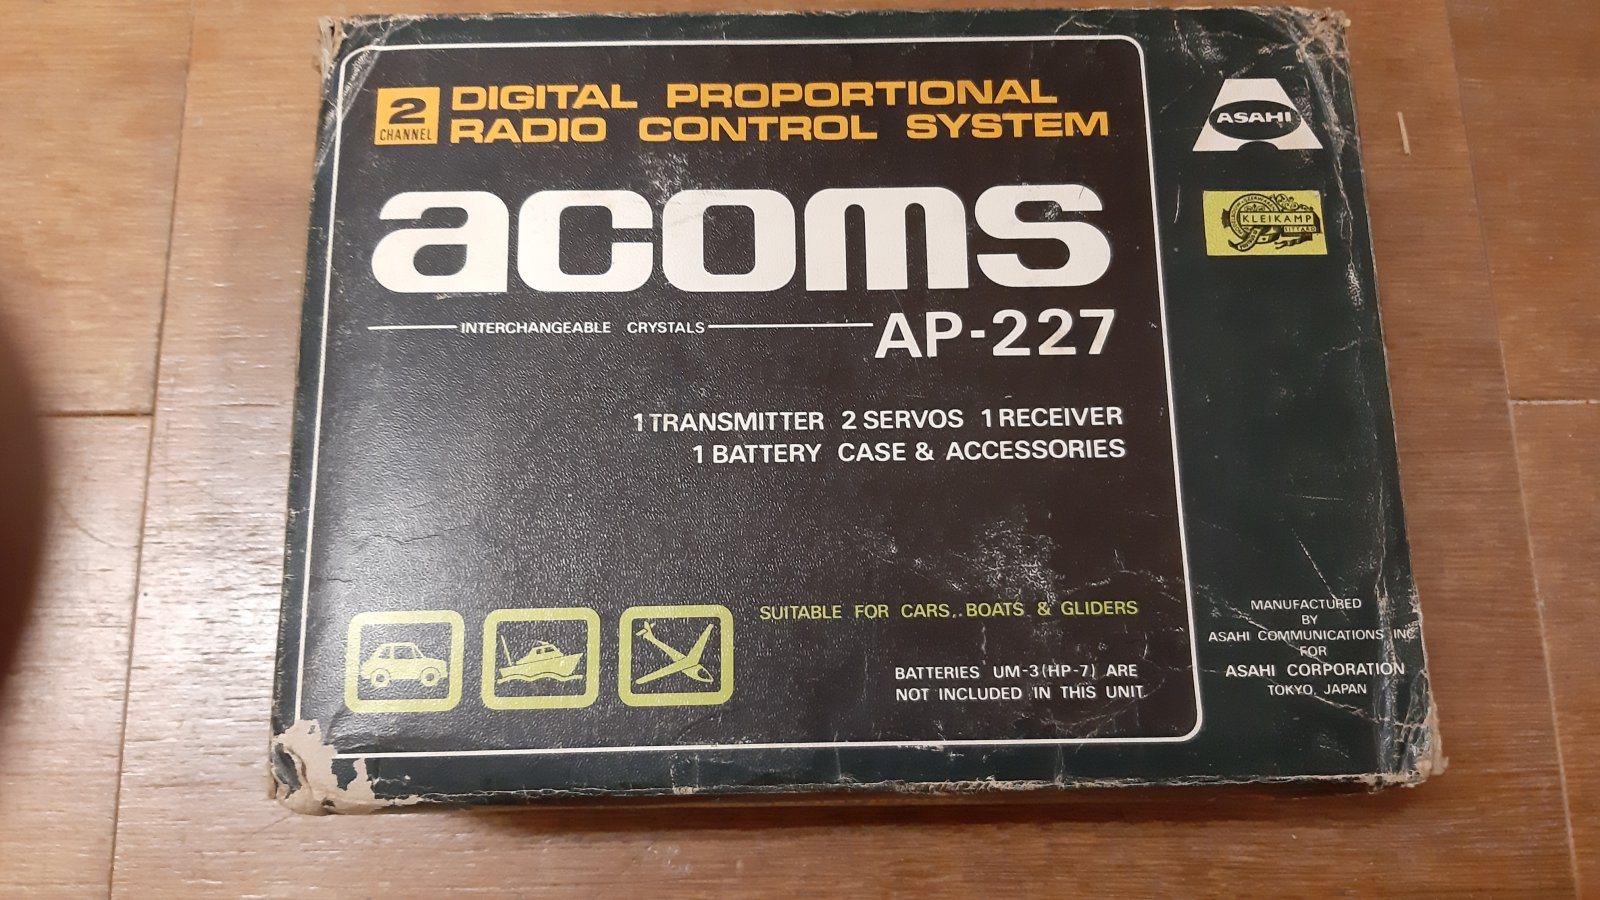 2
CHANNEL
DIGITAL PROPORTIONAL
RADIO CONTROL SYSTEM
acoms
INTERCHANGEABLE CRYSTALS
AP-227
1 TRANSMITTER 2 SERVOS 1 RECEIVER
1 BATTERY CASE & ACCESSORIES
SUITABLE FOR CARS, BOATS & GLIDERS
BATTERIES UM-3 (HP-7) ARE
NOT INCLUDED IN THIS UNIT
ASAHI
KLEIKAMP
SITTARD
MANUFACTURED
BY
ASAHI COMMUNICATIONS INC
FOR
ASAHI CORPORATION
TOKYO, JAPAN